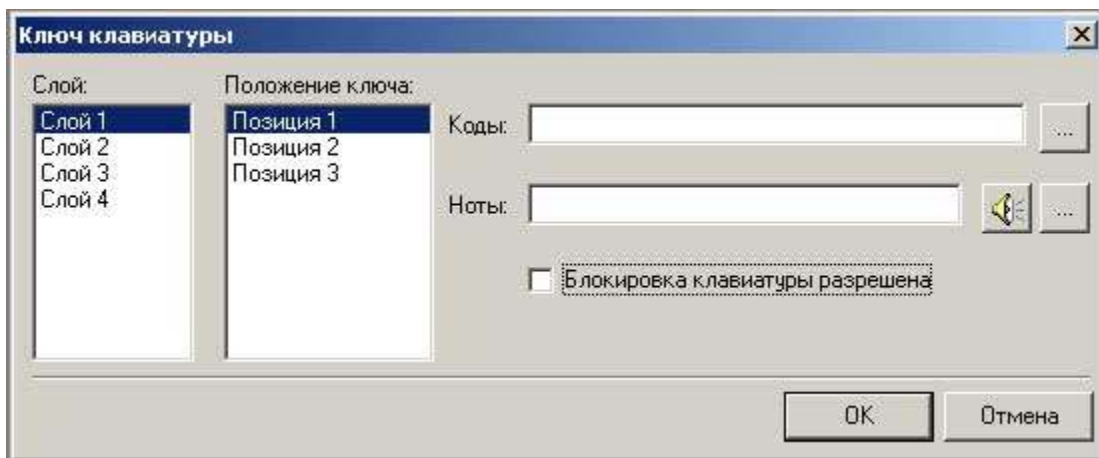 Ключ клавиатуры
Слой:
Слой 1
Слой 2
Слой 3
Слой 4
Положение ключа:
Позиция 1
Позиция 2
Позиция 3
Коды:
...
Ноты:
...
Блокировка клавиатуры разрешена
OK
Отмена